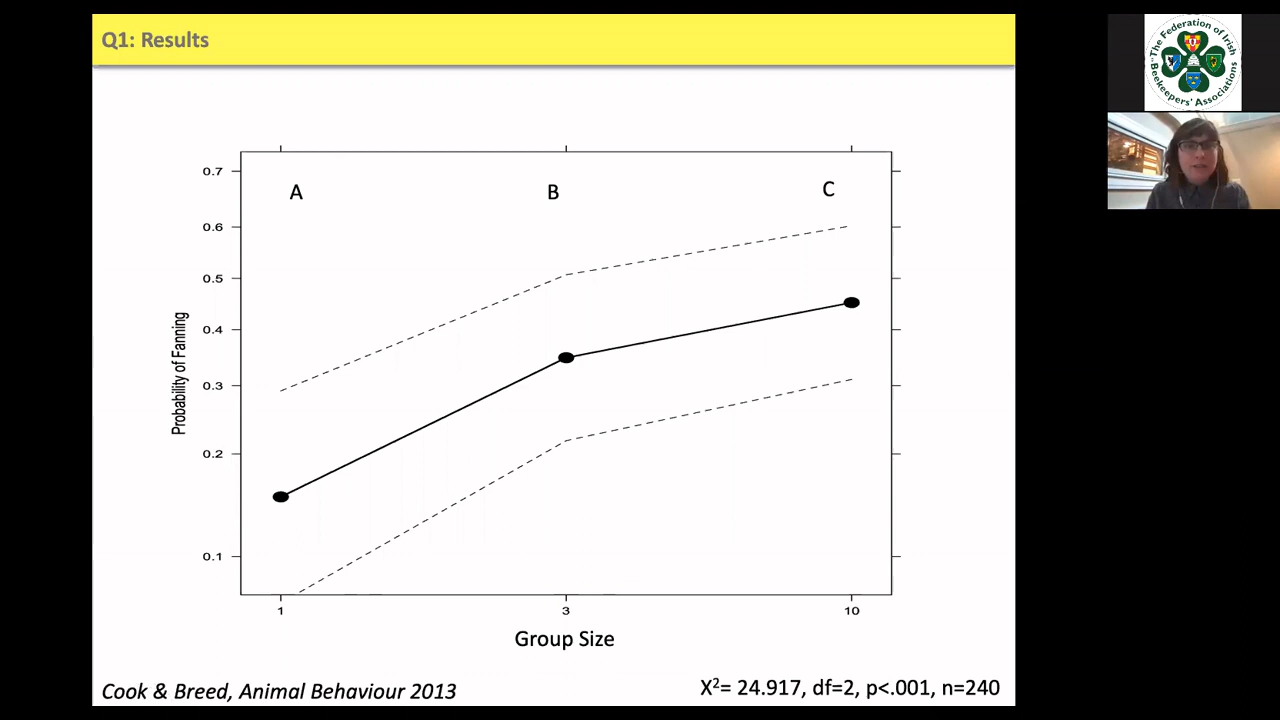 Q1: Results
The Federation of Irish
Beekeepers' Associations
A
B
C
0.7
0.6
0.5
0.4
0.3
0.2
0.1
Probability of Fanning
1
3
10
Group Size
Cook & Breed, Animal Behaviour 2013
X²= 24.917, df=2, p<.001, n=240